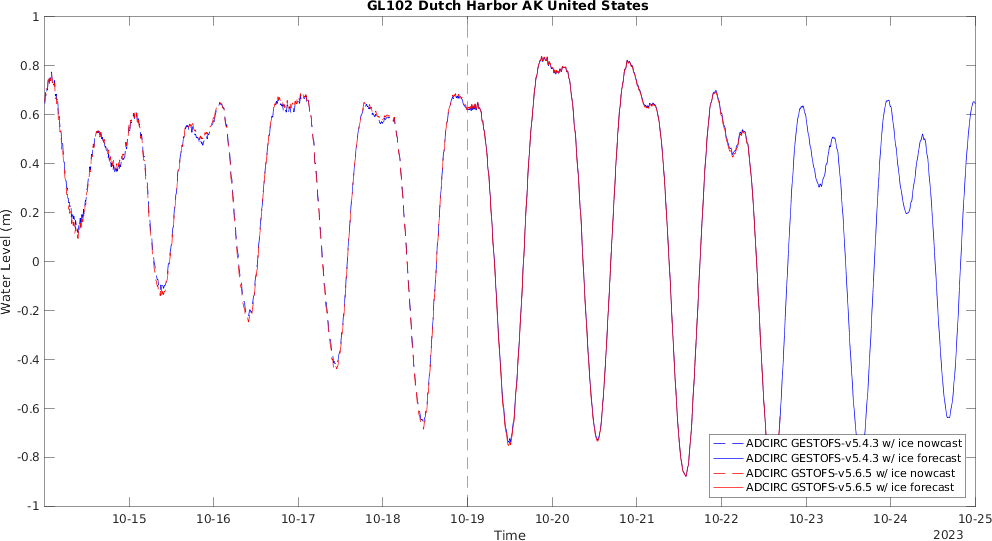 GL102 Dutch Harbor AK United States
1
0.8
0.6
0.4
0.2
0
-0.2
-0.4
-0.6
-0.8
-1
Water Level (m)
ADCIRC GESTOFS-v5.4.3 w/ ice nowcast
ADCIRC GESTOFS-v5.4.3 w/ ice forecast
ADCIRC GSTOFS-v5.6.5 w/ ice nowcast
ADCIRC GSTOFS-v5.6.5 w/ ice forecast
10-15 10-16 10-17 10-18 10-19 10-20 10-21 10-22 10-23 10-24 10-25
Time
2023